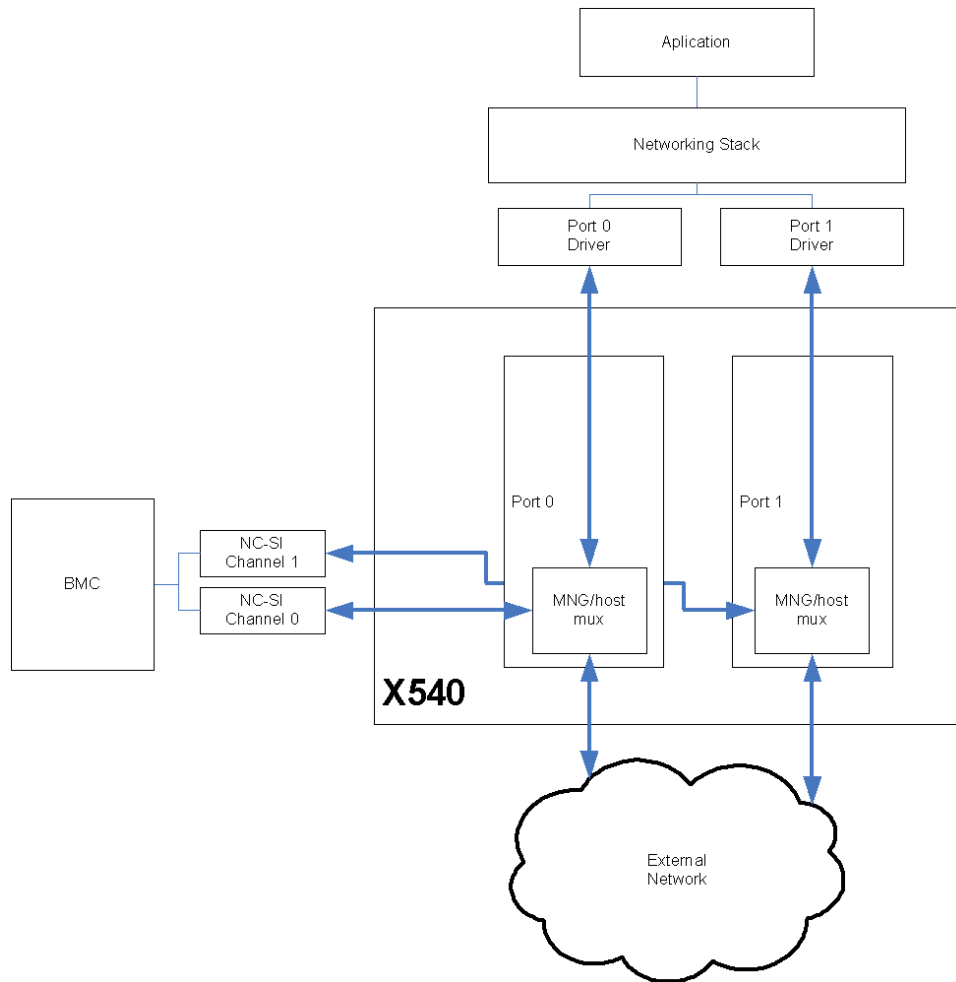 Aplication
Networking Stack
Port 0
Driver
Port 1
Driver
Port 0
Port 1
BMC
NC-SI
Channel 1
NC-SI
Channel 0
MNG/host
mux
MNG/host
mux
X540
External
Network